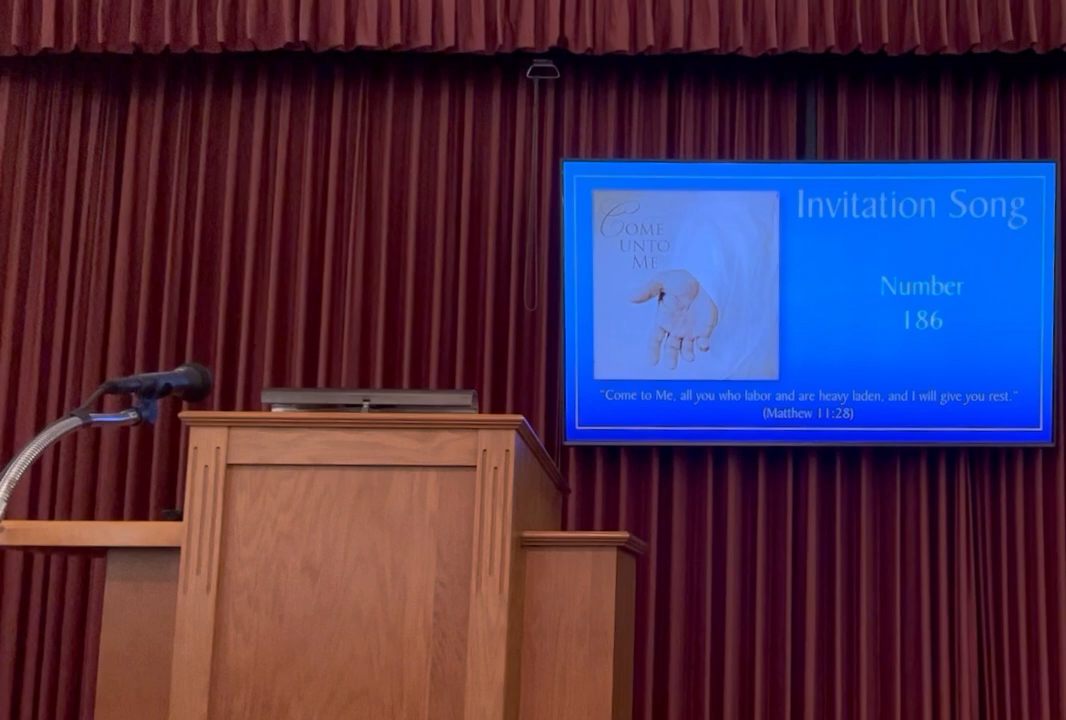 Invitation Song
COME
UNTO
ME
Number
186
“Come to Me, all you who labor and are heavy laden, and I will give you rest.”
(Matthew 11:28)